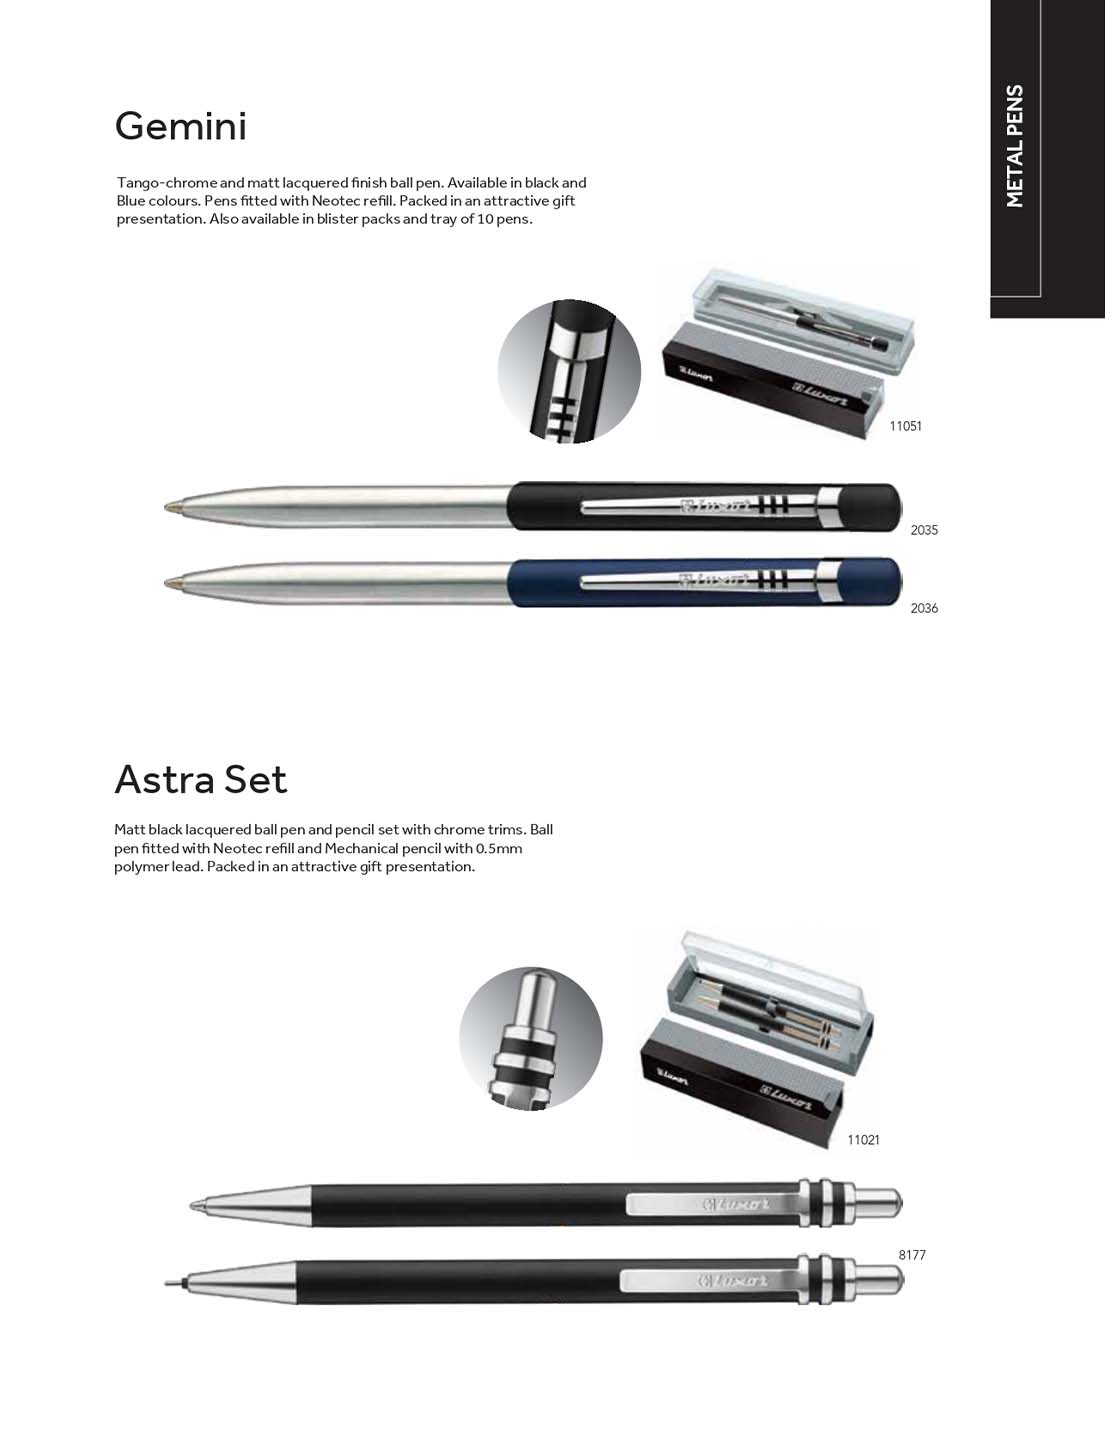 METAL PENS
Gemini
Tango-chrome and matt lacquered finish ball pen. Available in black and
Blue colours. Pens fitted with Neotec refill. Packed in an attractive gift
presentation. Also available in blister packs and tray of 10 pens.
Luxor
Luxor
11051
Luxor
2035
Luxor
2036
Astra Set
Matt black lacquered ball pen and pencil set with chrome trims. Ball
pen fitted with Neotec refill and Mechanical pencil with 0.5mm
polymer lead. Packed in an attractive gift presentation.
Luxor
Luxor
11021
Luxor
8177
Luxor